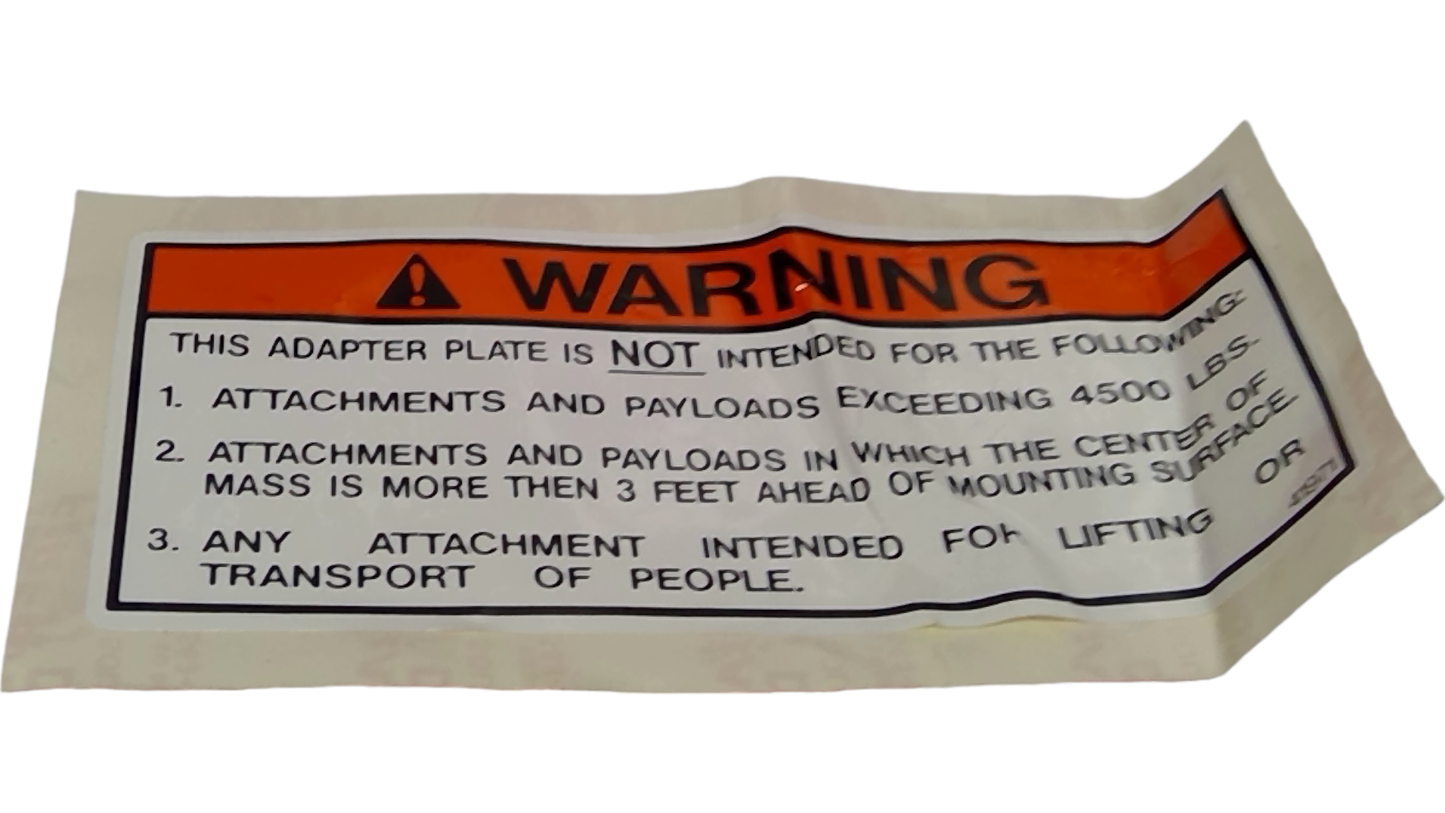 WARNING
THIS ADAPTER PLATE IS NOT INTENDED FOR THE FOLLOWING:
1. ATTACHMENTS AND PAYLOADS EXCEEDING 4500 LBS.
2. ATTACHMENTS AND PAYLOADS IN WHICH THE CENTER OF
MASS IS MORE THEN 3 FEET AHEAD OF MOUNTING SURFACE.
3. ANY ATTACHMENT INTENDED FOR LIFTING OR
TRANSPORT OF PEOPLE.